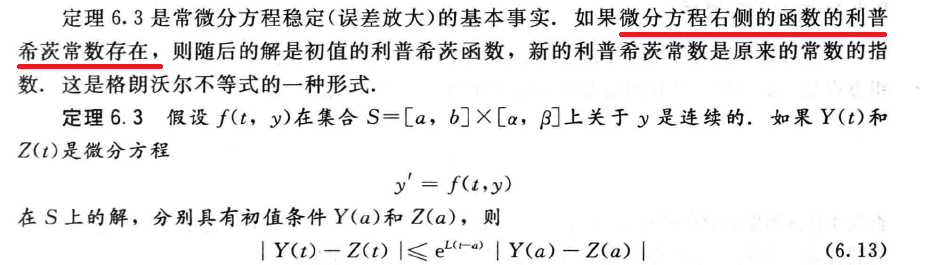 定理6.3是常微分方程稳定(误差放大)的基本事实. 如果微分方程右侧的函数的利普
希茨常数存在,则随后的解是初值的利普希茨函数,新的利普希茨常数是原来的常数的指
数. 这是格朗沃尔不等式的一种形式.
定理6.3 假设 f(t, y)在集合 S=[a, b]×[α, β]上关于 y 是连续的. 如果 Y(t)和
Z(t)是微分方程
y′ = f(t,y)
在 S 上的解,分别具有初值条件 Y(a)和 Z(a),则
| Y(t) − Z(t) |≤ e^{L(t−a)} | Y(a) − Z(a) | (6.13)